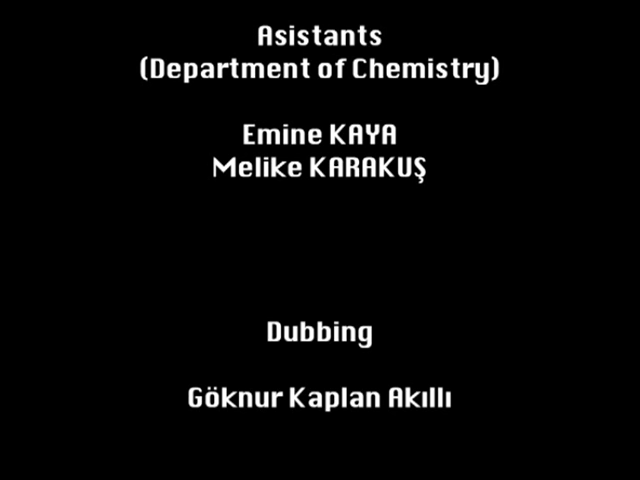 Asistants
(Department of Chemistry)
Emine KAYA
Melike KARAKUŞ
Dubbing
Göknur Kaplan Akıllı